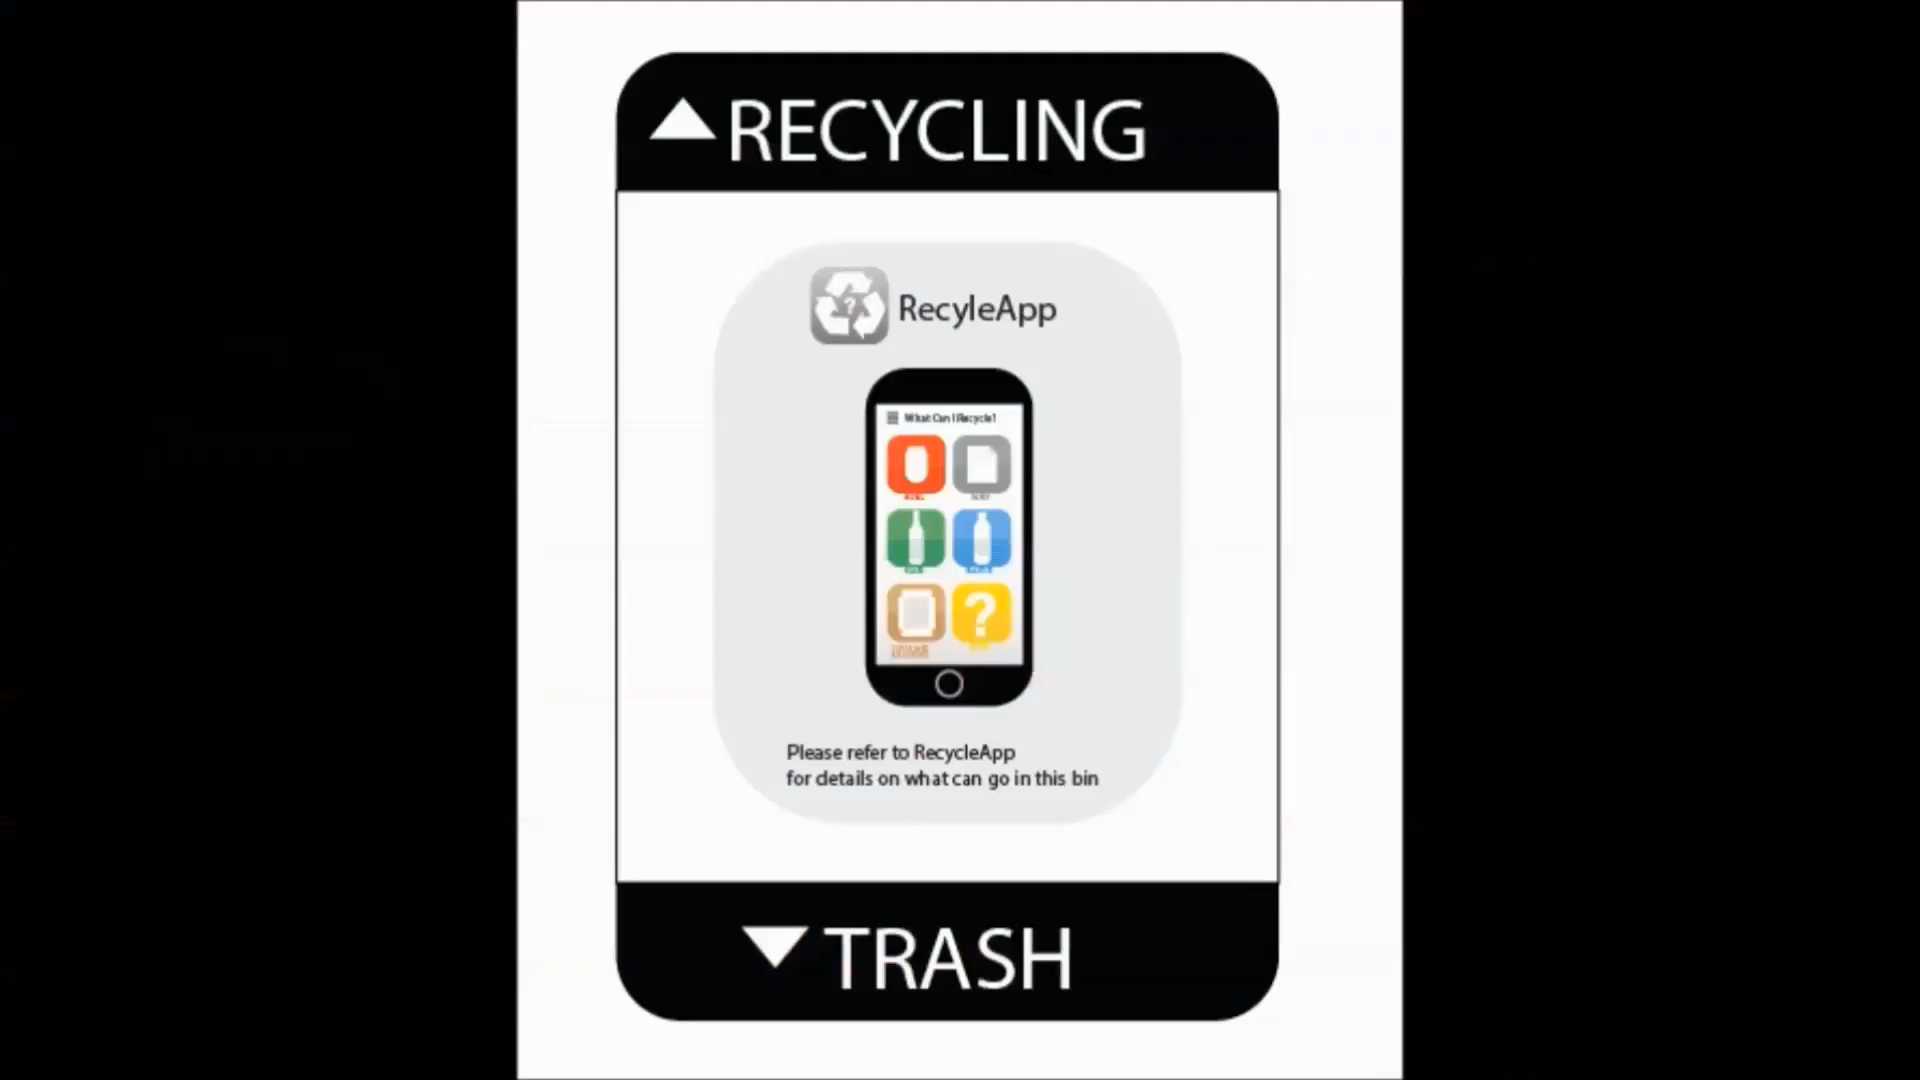 RECYCLING
RecyleApp
What Can I Recycle?
Please refer to RecycleApp
for details on what can go in this bin
TRASH